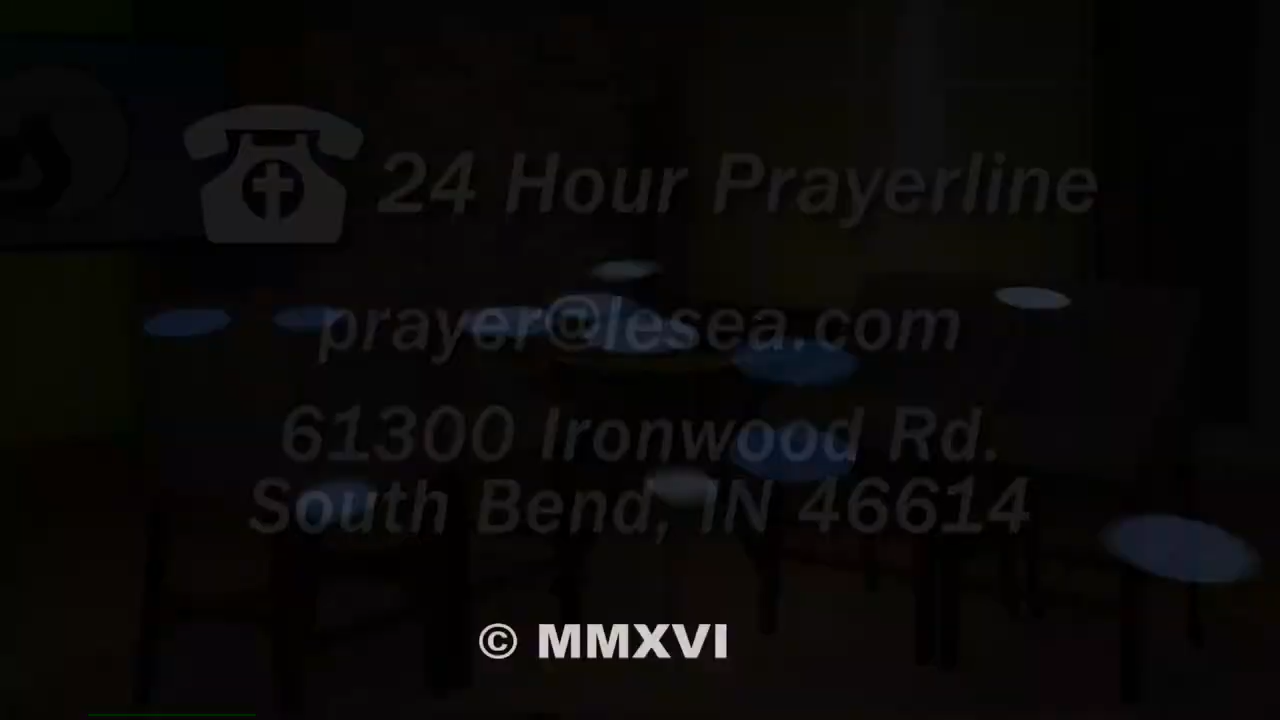 24 Hour Prayerline
prayer@lesea.com
61300 Ironwood Rd.
South Bend, IN 46614
© MMXVI